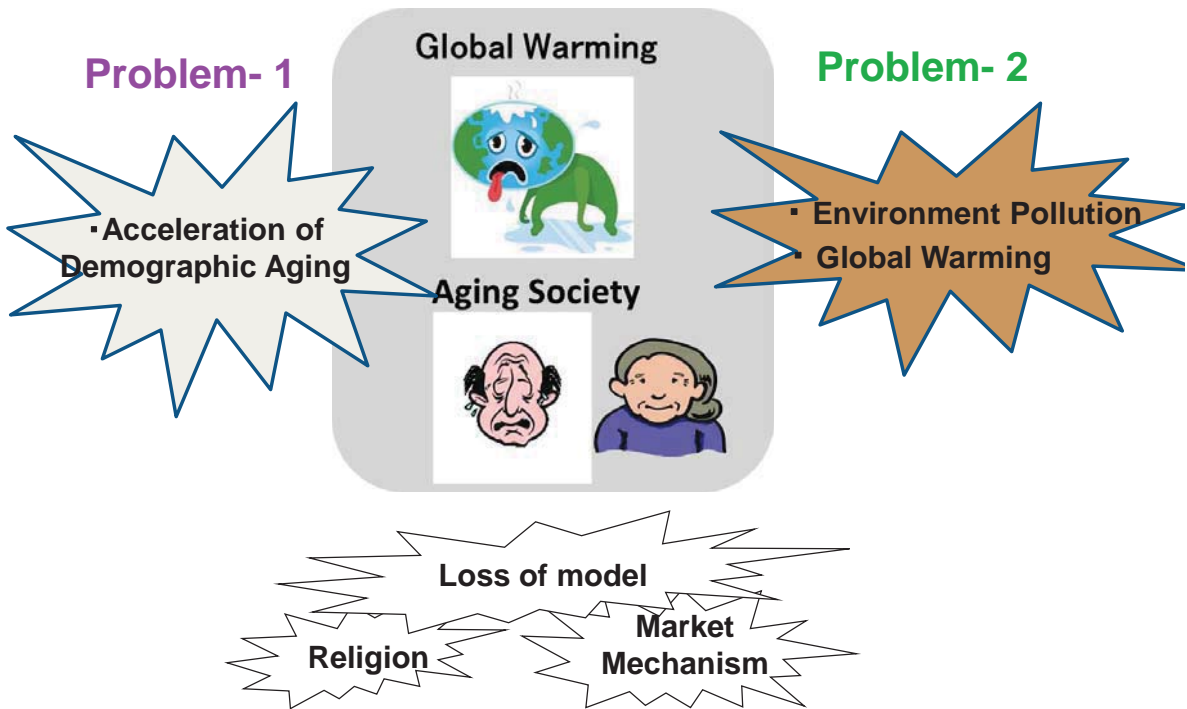 Problem- 1
・Acceleration of
Demographic Aging
Global Warming
Aging Society
Problem- 2
・ Environment Pollution
・ Global Warming
Loss of model
Religion
Market
Mechanism